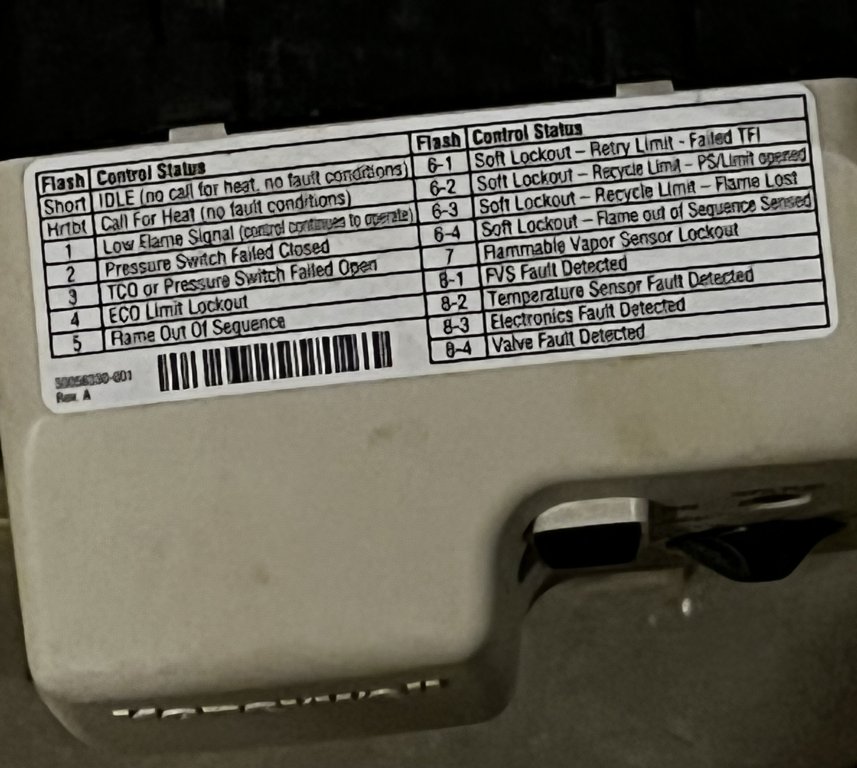 Flash Control Status
Short IDLE (no call for heat, no fault conditions)
Hrtbt Call For Heat (no fault conditions)
1 Low Flame Signal (control continues to operate)
2 Pressure Switch Failed Closed
3 TCO or Pressure Switch Failed Open
4 ECO Limit Lockout
5 Flame Out Of Sequence
Rev. A
Flash Control Status
6-1 Soft Lockout – Retry Limit - Failed TFI
6-2 Soft Lockout – Recycle Limit – PS/Limit opened
6-3 Soft Lockout – Recycle Limit – Flame Lost
6-4 Soft Lockout – Flame out of Sequence Sensed
7 Flammable Vapor Sensor Lockout
8-1 FVS Fault Detected
8-2 Temperature Sensor Fault Detected
8-3 Electronics Fault Detected
8-4 Valve Fault Detected